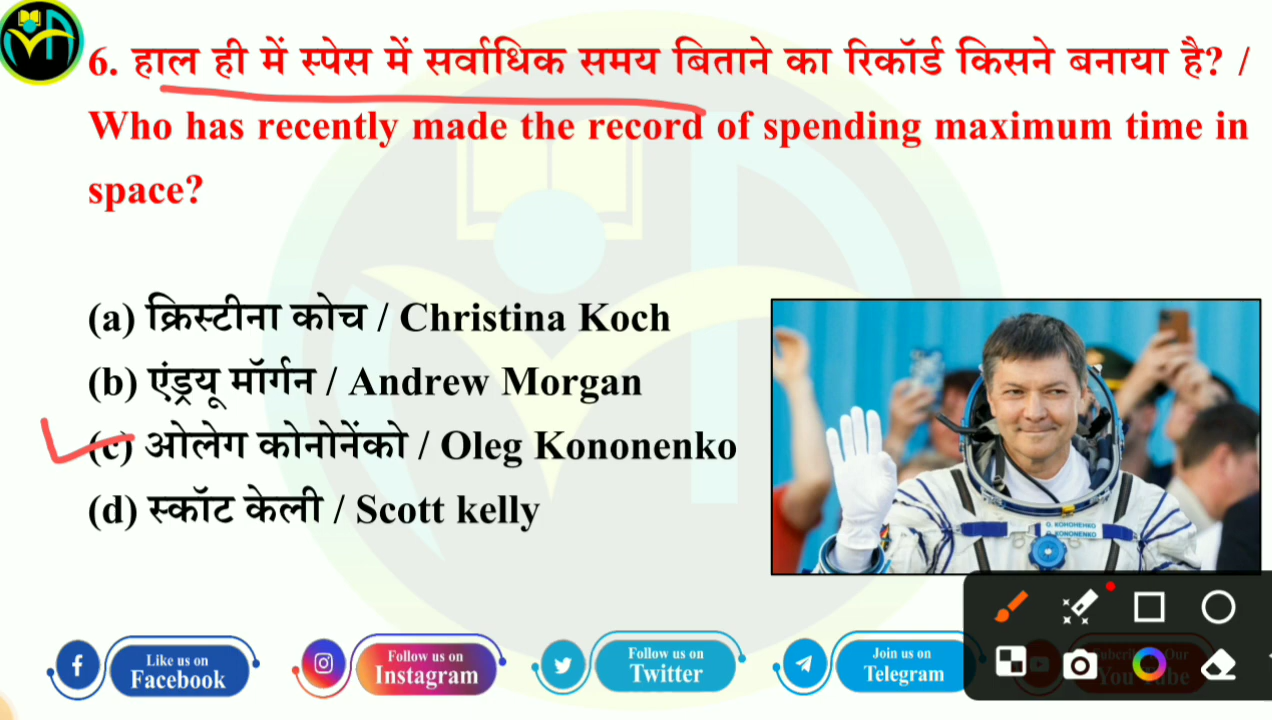 6. हाल ही में स्पेस में सर्वाधिक समय बिताने का रिकॉर्ड किसने बनाया है? /
Who has recently made the record of spending maximum time in
space?
(a) क्रिस्टीना कोच / Christina Koch
(b) एंड्रयू मॉर्गन / Andrew Morgan
(c) ओलेग कोनोनेंको / Oleg Kononenko
(d) स्कॉट केली / Scott kelly
О. КОНОНЕНКО
O. KONONENKO
Like us on
Facebook
Follow us on
Instagram
Follow us on
Twitter
Join us on
Telegram